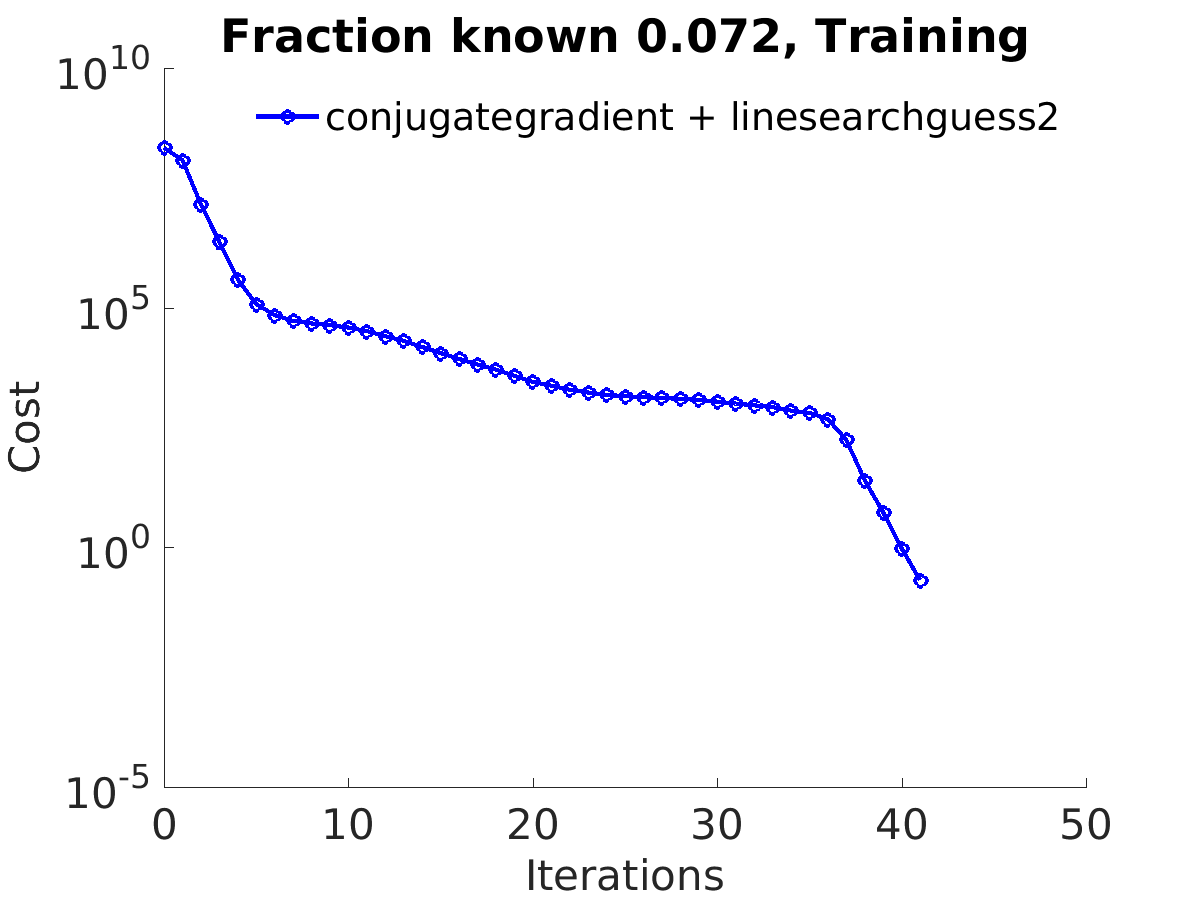 Fraction known 0.072, Training
conjugategradient + linesearchguess2
Cost
10^10
10^5
10^0
10^-5
0 10 20 30 40 50
Iterations